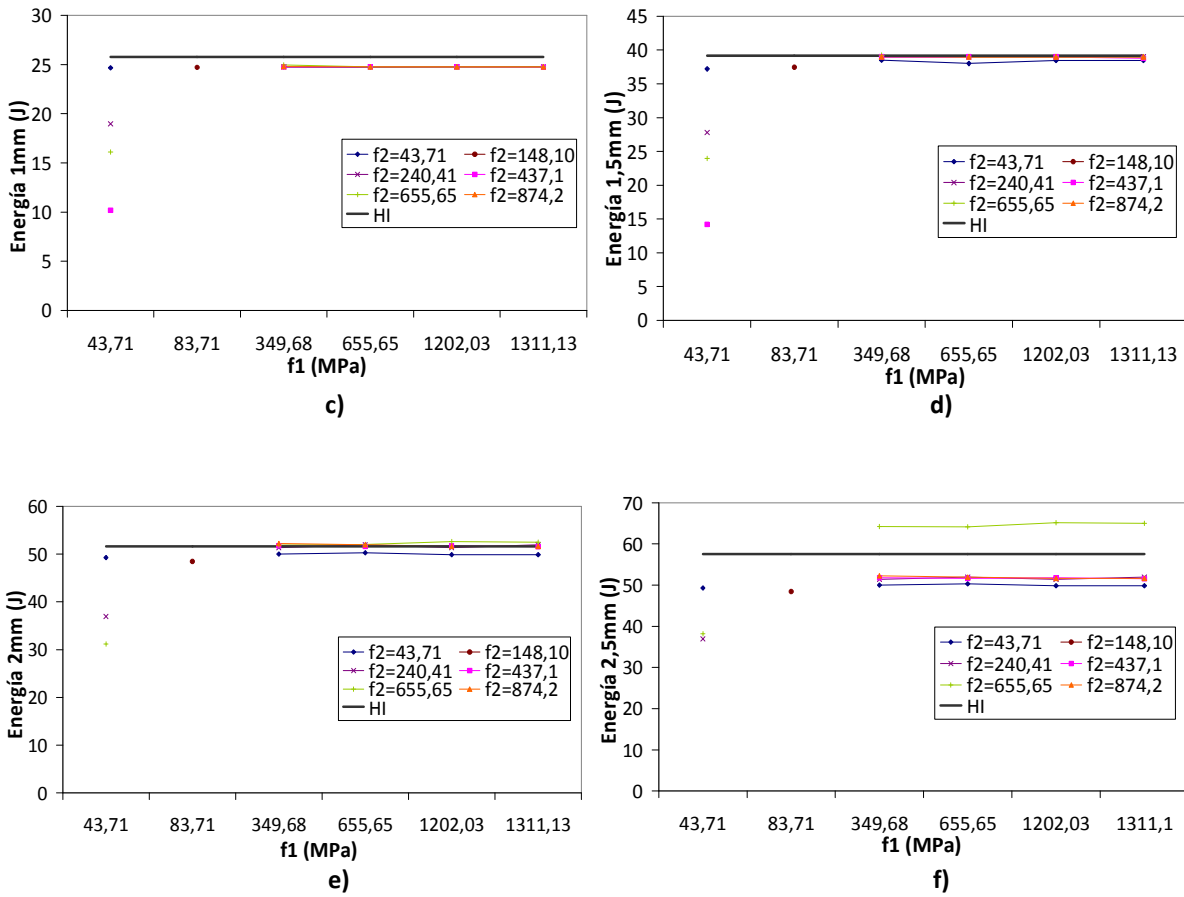 Energía 1mm (J)
30
25
20
15
10
5
0
f2=43,71 f2=148,10
f2=240,41 f2=437,1
f2=655,65 f2=874,2
HI
43,71 83,71 349,68 655,65 1202,03 1311,13
f1 (MPa)
c)
Energía 1,5mm (J)
45
40
35
30
25
20
15
10
5
0
f2=43,71 f2=148,10
f2=240,41 f2=437,1
f2=655,65 f2=874,2
HI
43,71 83,71 349,68 655,65 1202,03 1311,13
f1 (MPa)
d)
Energía 2mm (J)
60
50
40
30
20
10
0
f2=43,71 f2=148,10
f2=240,41 f2=437,1
f2=655,65 f2=874,2
HI
43,71 83,71 349,68 655,65 1202,03 1311,13
f1 (MPa)
e)
Energía 2,5mm (J)
70
60
50
40
30
20
10
0
f2=43,71 f2=148,10
f2=240,41 f2=437,1
f2=655,65 f2=874,2
HI
43,71 83,71 349,68 655,65 1202,03 1311,1
f1 (MPa)
f)